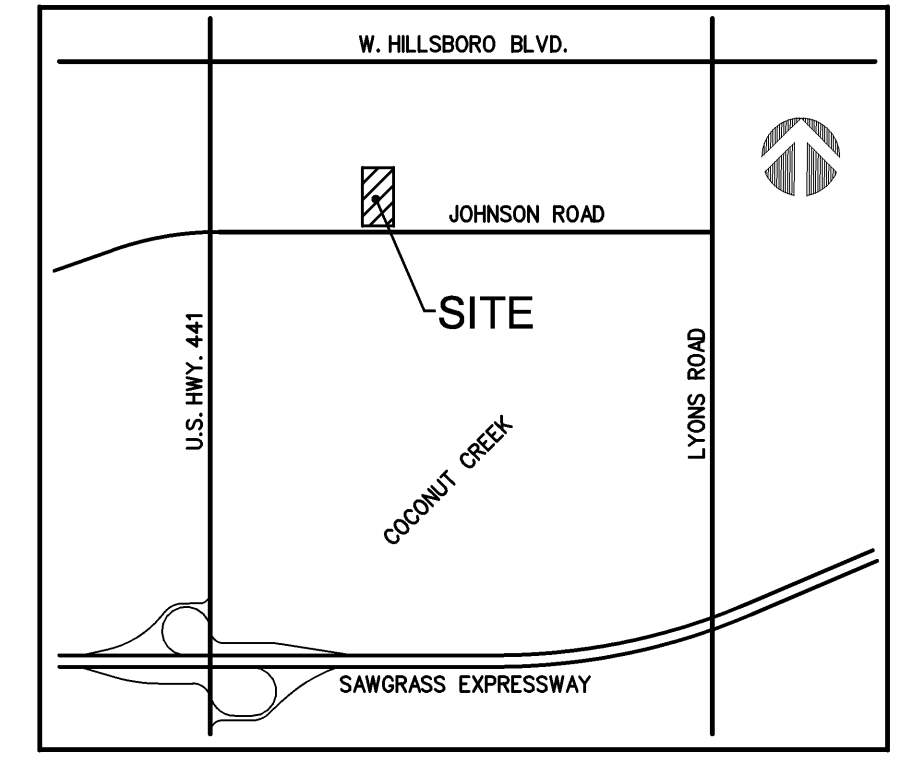 W. HILLSBORO BLVD.
JOHNSON ROAD
SITE
U.S. HWY. 441
LYONS ROAD
COCONUT CREEK
SAWGRASS EXPRESSWAY